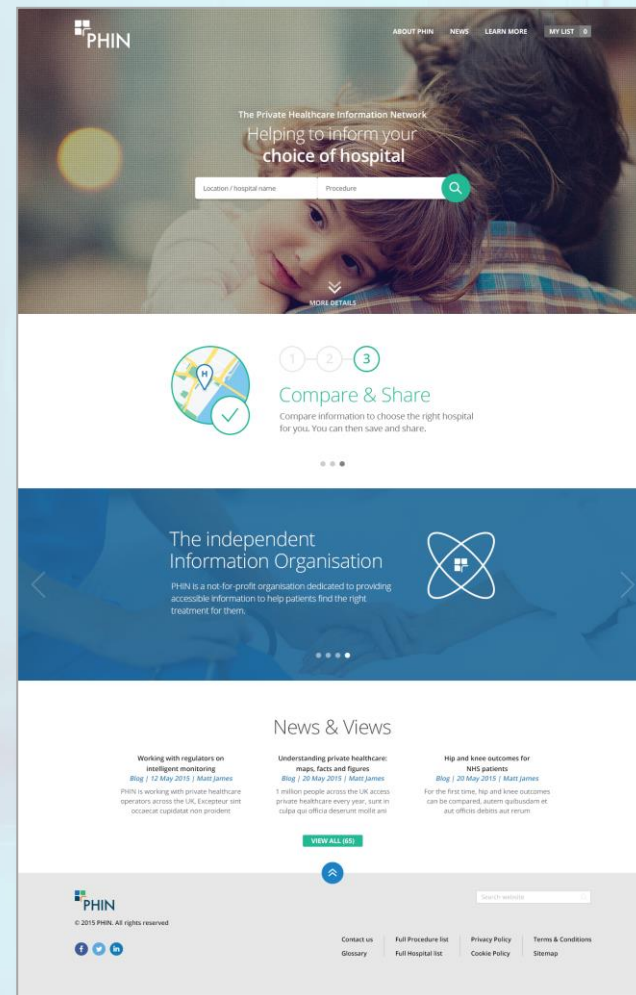 PHIN
ABOUT PHIN NEWS LEARN MORE MY LIST 0
The Private Healthcare Information Network
Helping to inform your
choice of hospital
Location / hospital name Procedure
MORE DETAILS
H
1 2 3
Compare & Share
Compare information to choose the right hospital
for you. You can then save and share.
The independent
Information Organisation
PHIN is a not-for-profit organisation dedicated to providing
accessible information to help patients find the right
treatment for them.
News & Views
Working with regulators on
intelligent monitoring
Blog | 12 May 2015 | Matt James
PHIN is working with private healthcare
operators across the UK, Excepteur sint
occaecat cupidatat non proident
Understanding private healthcare:
maps, facts and figures
Blog | 20 May 2015 | Matt James
1 million people across the UK access
private healthcare every year, sunt in
culpa qui officia deserunt mollit ani
Hip and knee outcomes for
NHS patients
Blog | 20 May 2015 | Matt James
For the first time, hip and knee outcomes
can be compared, autem quibusdam et
aut officiis debitis aut rerum
VIEW ALL (65)
PHIN
Search website
© 2015 PHIN. All rights reserved
f in
Contact us Full Procedure list Privacy Policy Terms & Conditions
Glossary Full Hospital list Cookie Policy Sitemap